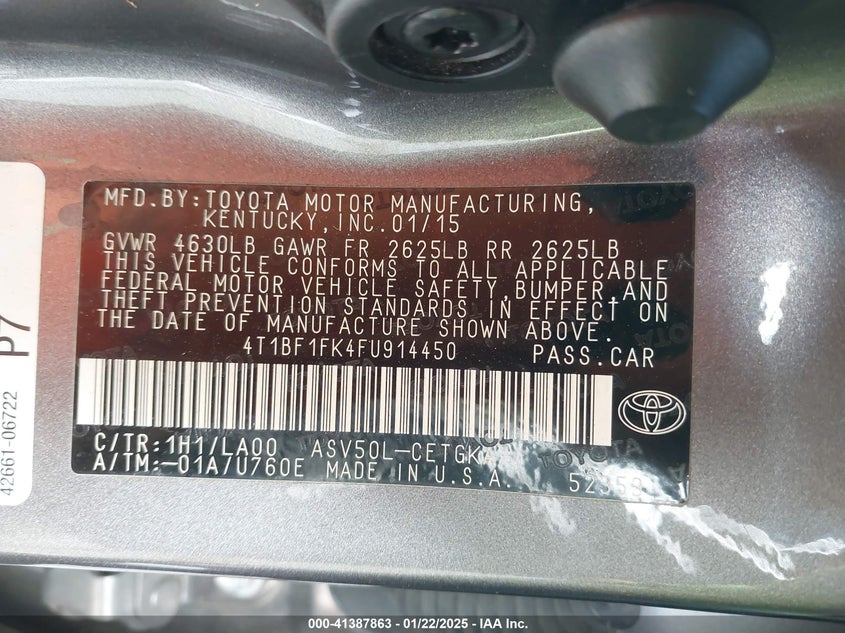 MFD.BY:TOYOTA MOTOR MANUFACTURING,
KENTUCKY,INC.01/15
GVWR 4630LB GAWR FR 2625LB RR 2625LB
THIS VEHICLE CONFORMS TO ALL APPLICABLE
FEDERAL MOTOR VEHICLE SAFETY,BUMPER,AND
THEFT PREVENTION STANDARDS IN EFFECT ON
THE DATE OF MANUFACTURE SHOWN ABOVE.
4T1BF1FK4FU914450 PASS.CAR
C/TR:1H1/LA00 ASV50L-CETGKA
A/TM:-01A/U760E MADE IN U.S.A.
TOYOTA
P7
42661-06722
000-41387863 - 01/22/2025 - IAA Inc.